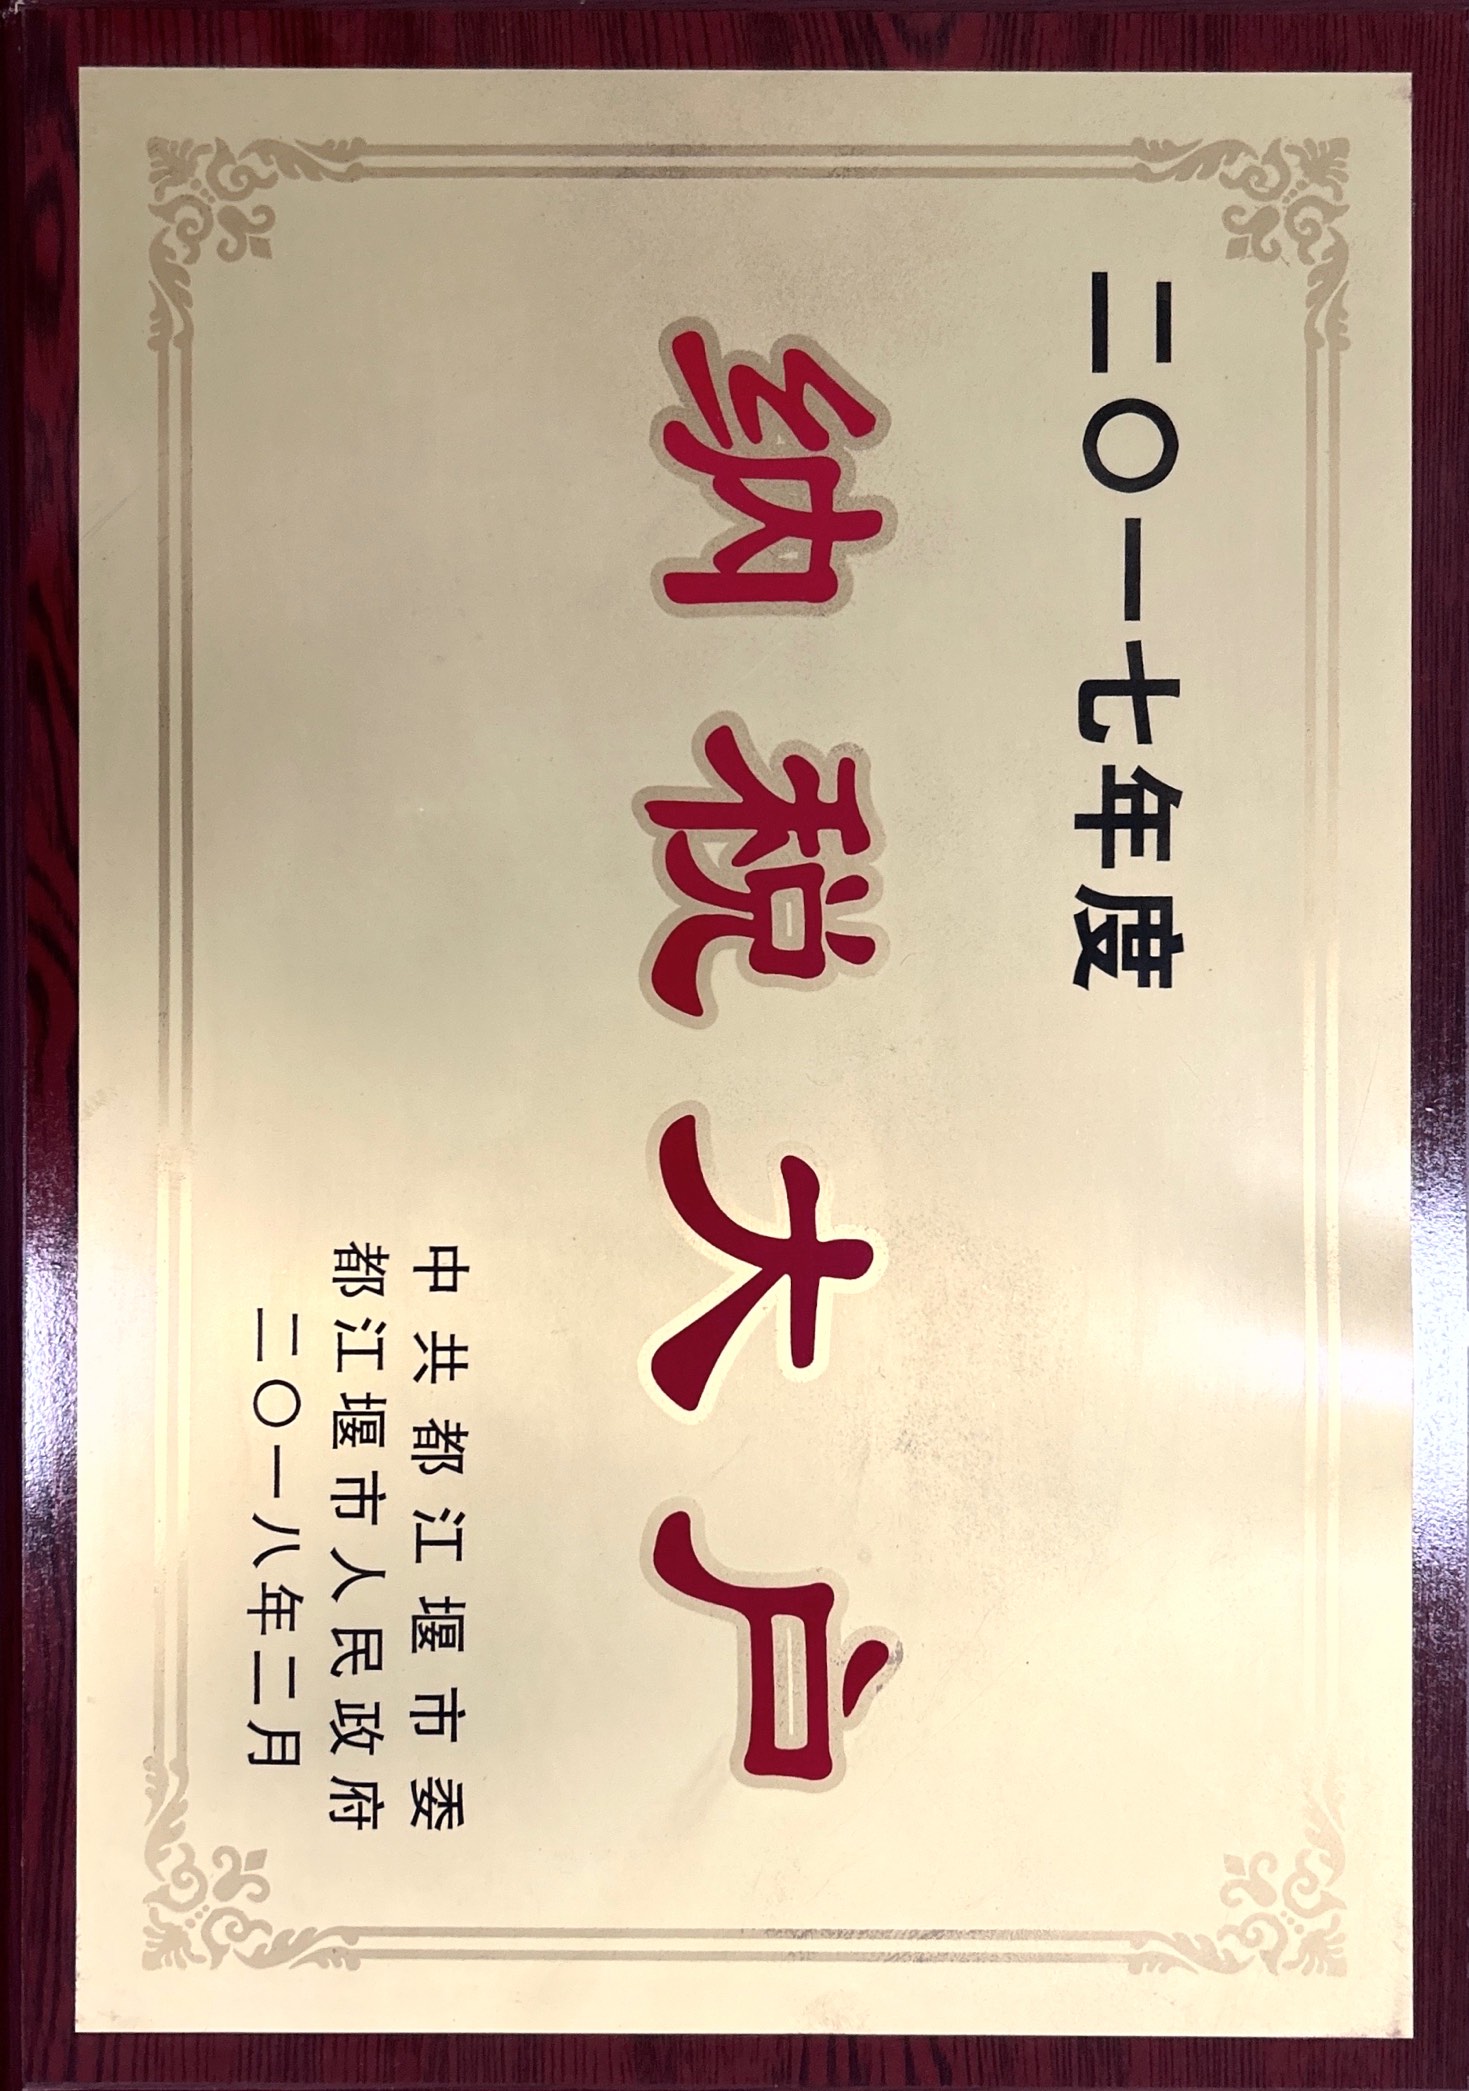 二〇一七年度
纳税大户
中共都江堰市委
都江堰市人民政府
二〇一八年二月